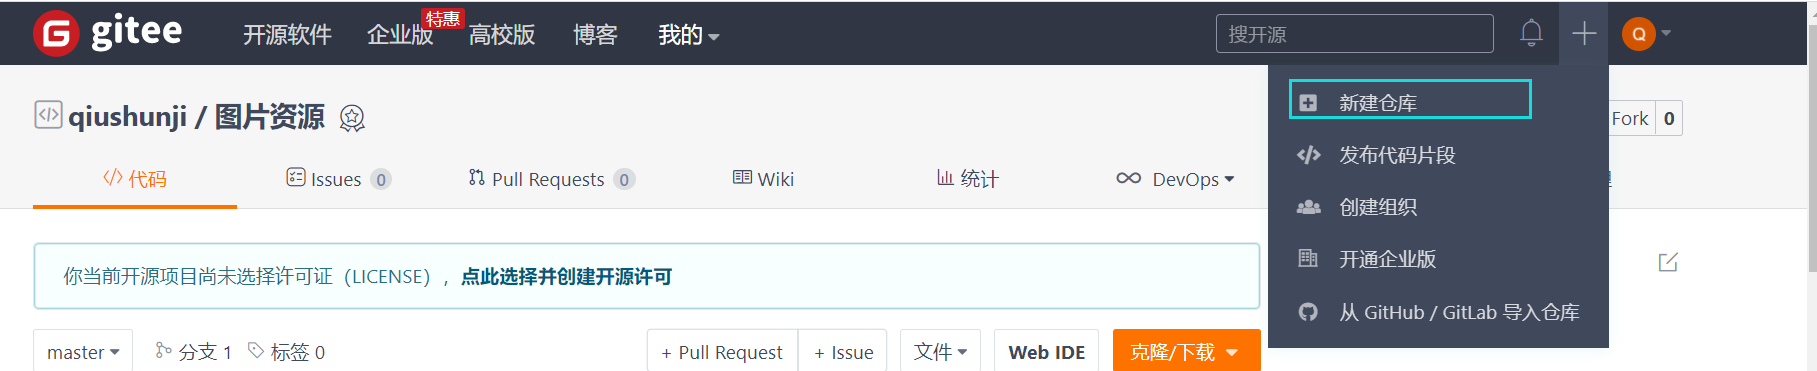 gitee 开源软件 企业版 特惠 高校版 博客 我的 搜开源 Q
qiushunji / 图片资源
Fork 0
代码 Issues 0 Pull Requests 0 Wiki 统计 DevOps
新建仓库
发布代码片段
创建组织
开通企业版
从 GitHub / GitLab 导入仓库
你当前开源项目尚未选择许可证（LICENSE），点此选择并创建开源许可
master 分支 1 标签 0 + Pull Request + Issue 文件 Web IDE 克隆/下载